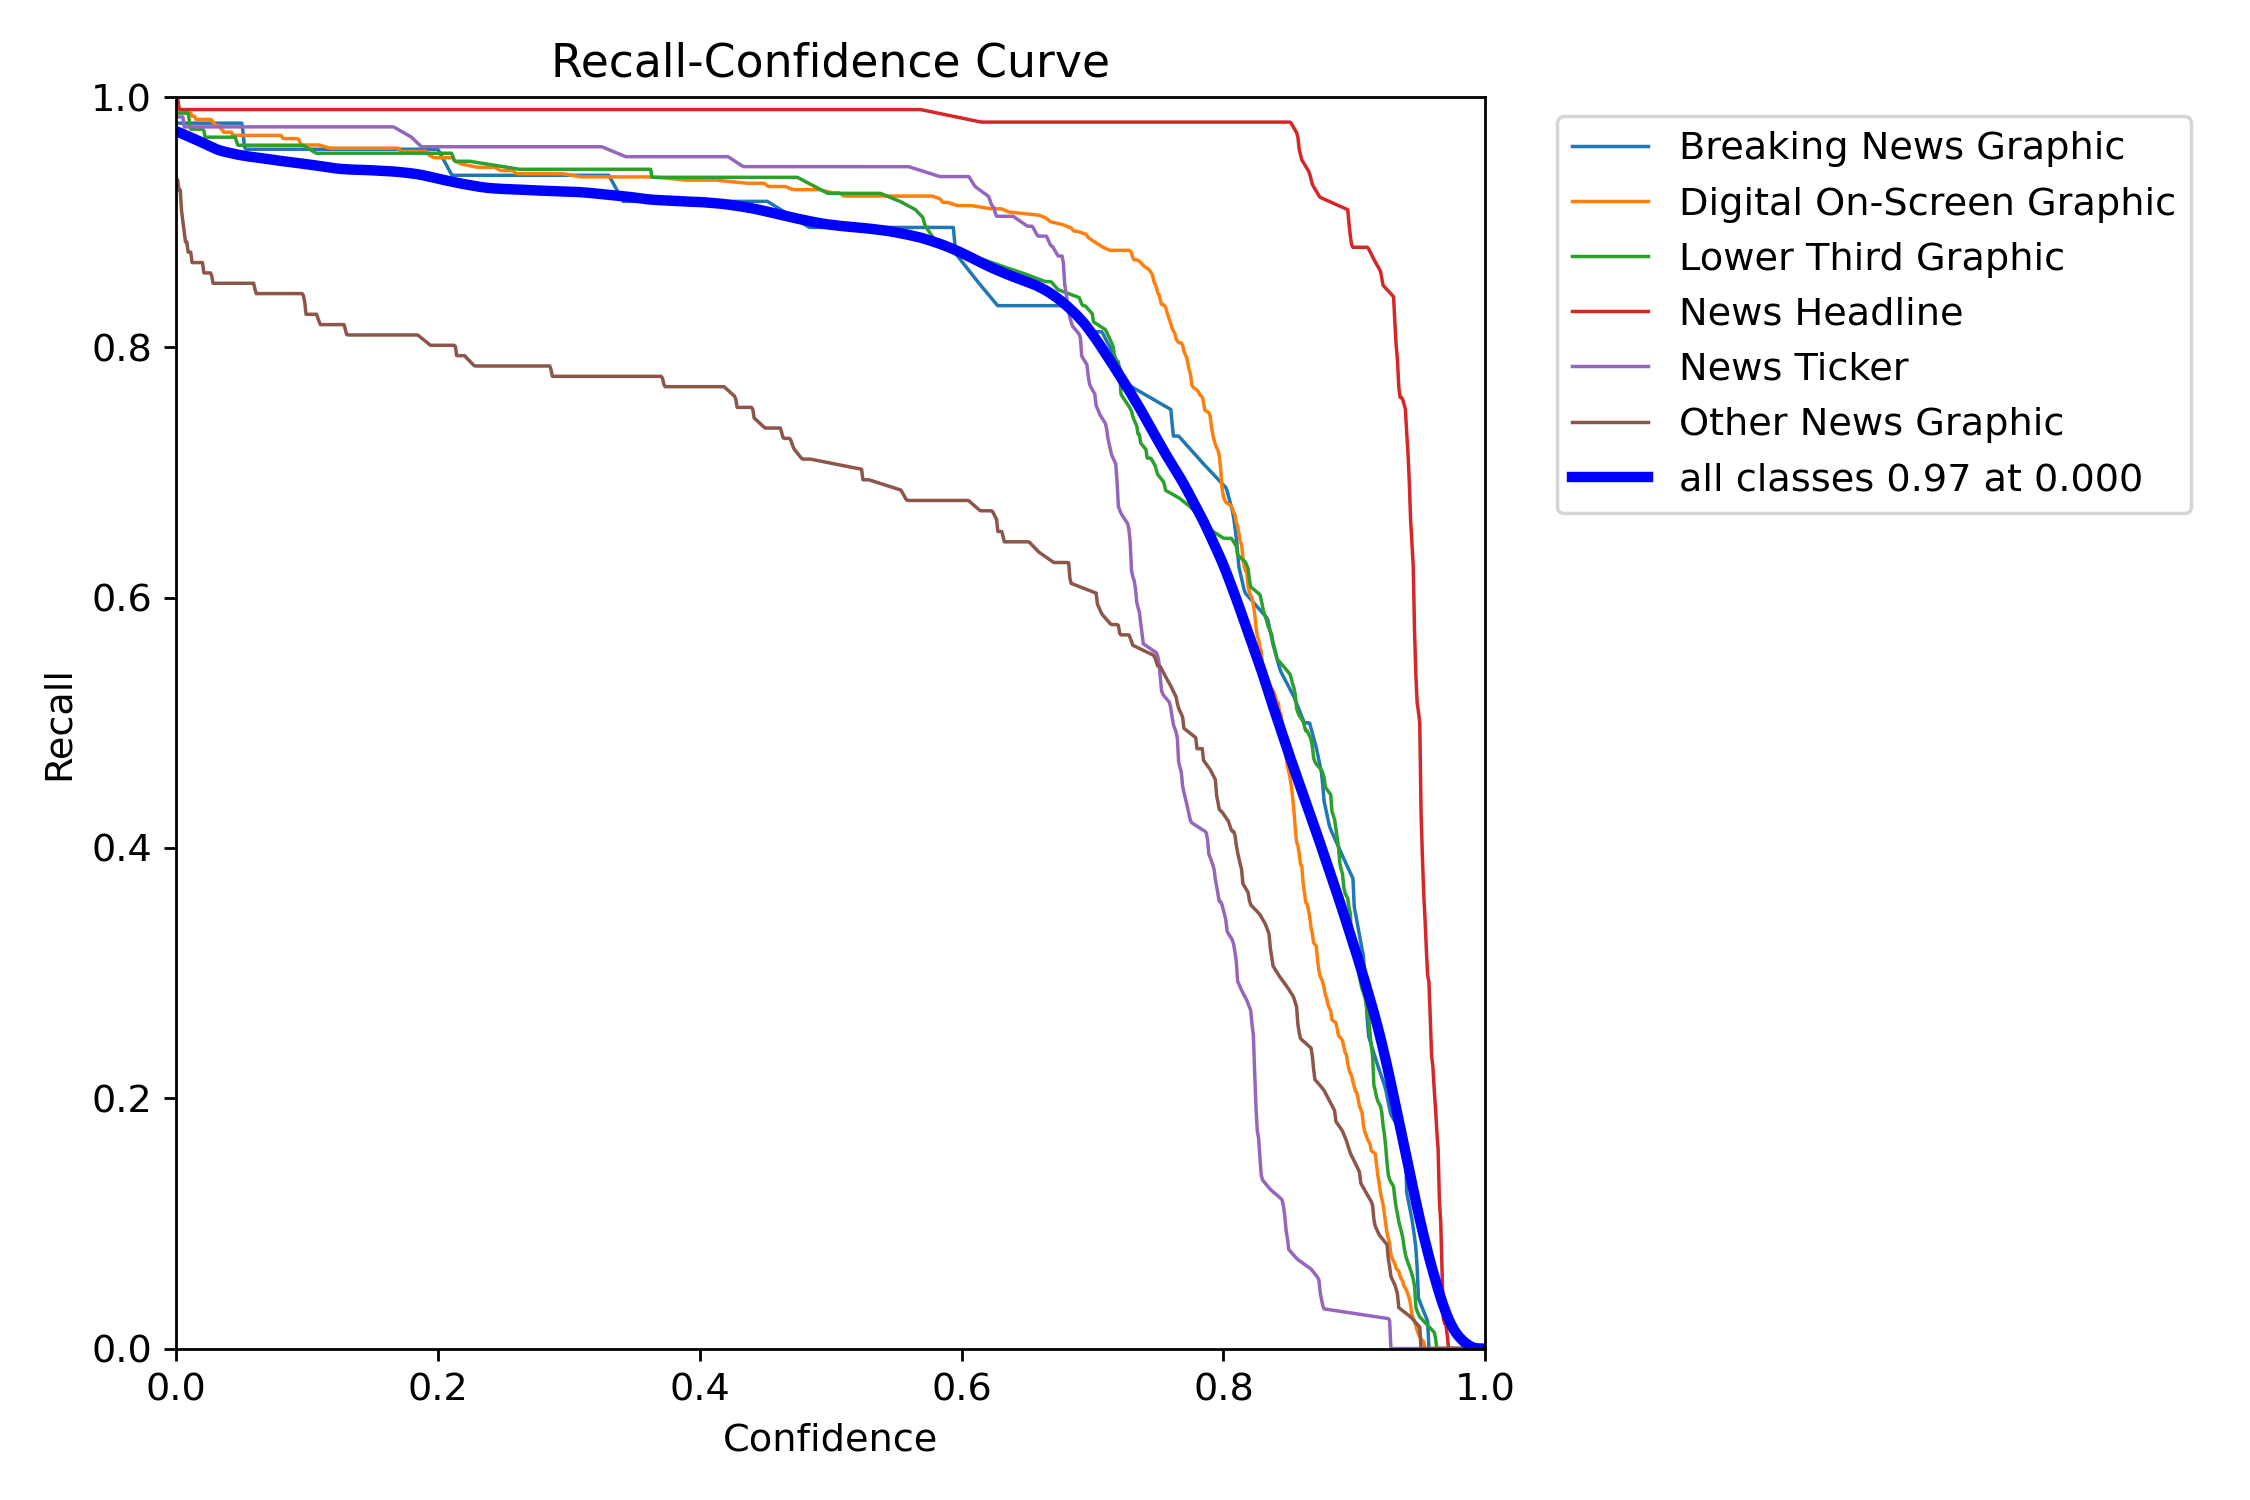 Recall-Confidence Curve
1.0
0.8
0.6
0.4
0.2
0.0
Recall
0.0 0.2 0.4 0.6 0.8 1.0
Confidence
Breaking News Graphic
Digital On-Screen Graphic
Lower Third Graphic
News Headline
News Ticker
Other News Graphic
all classes 0.97 at 0.000